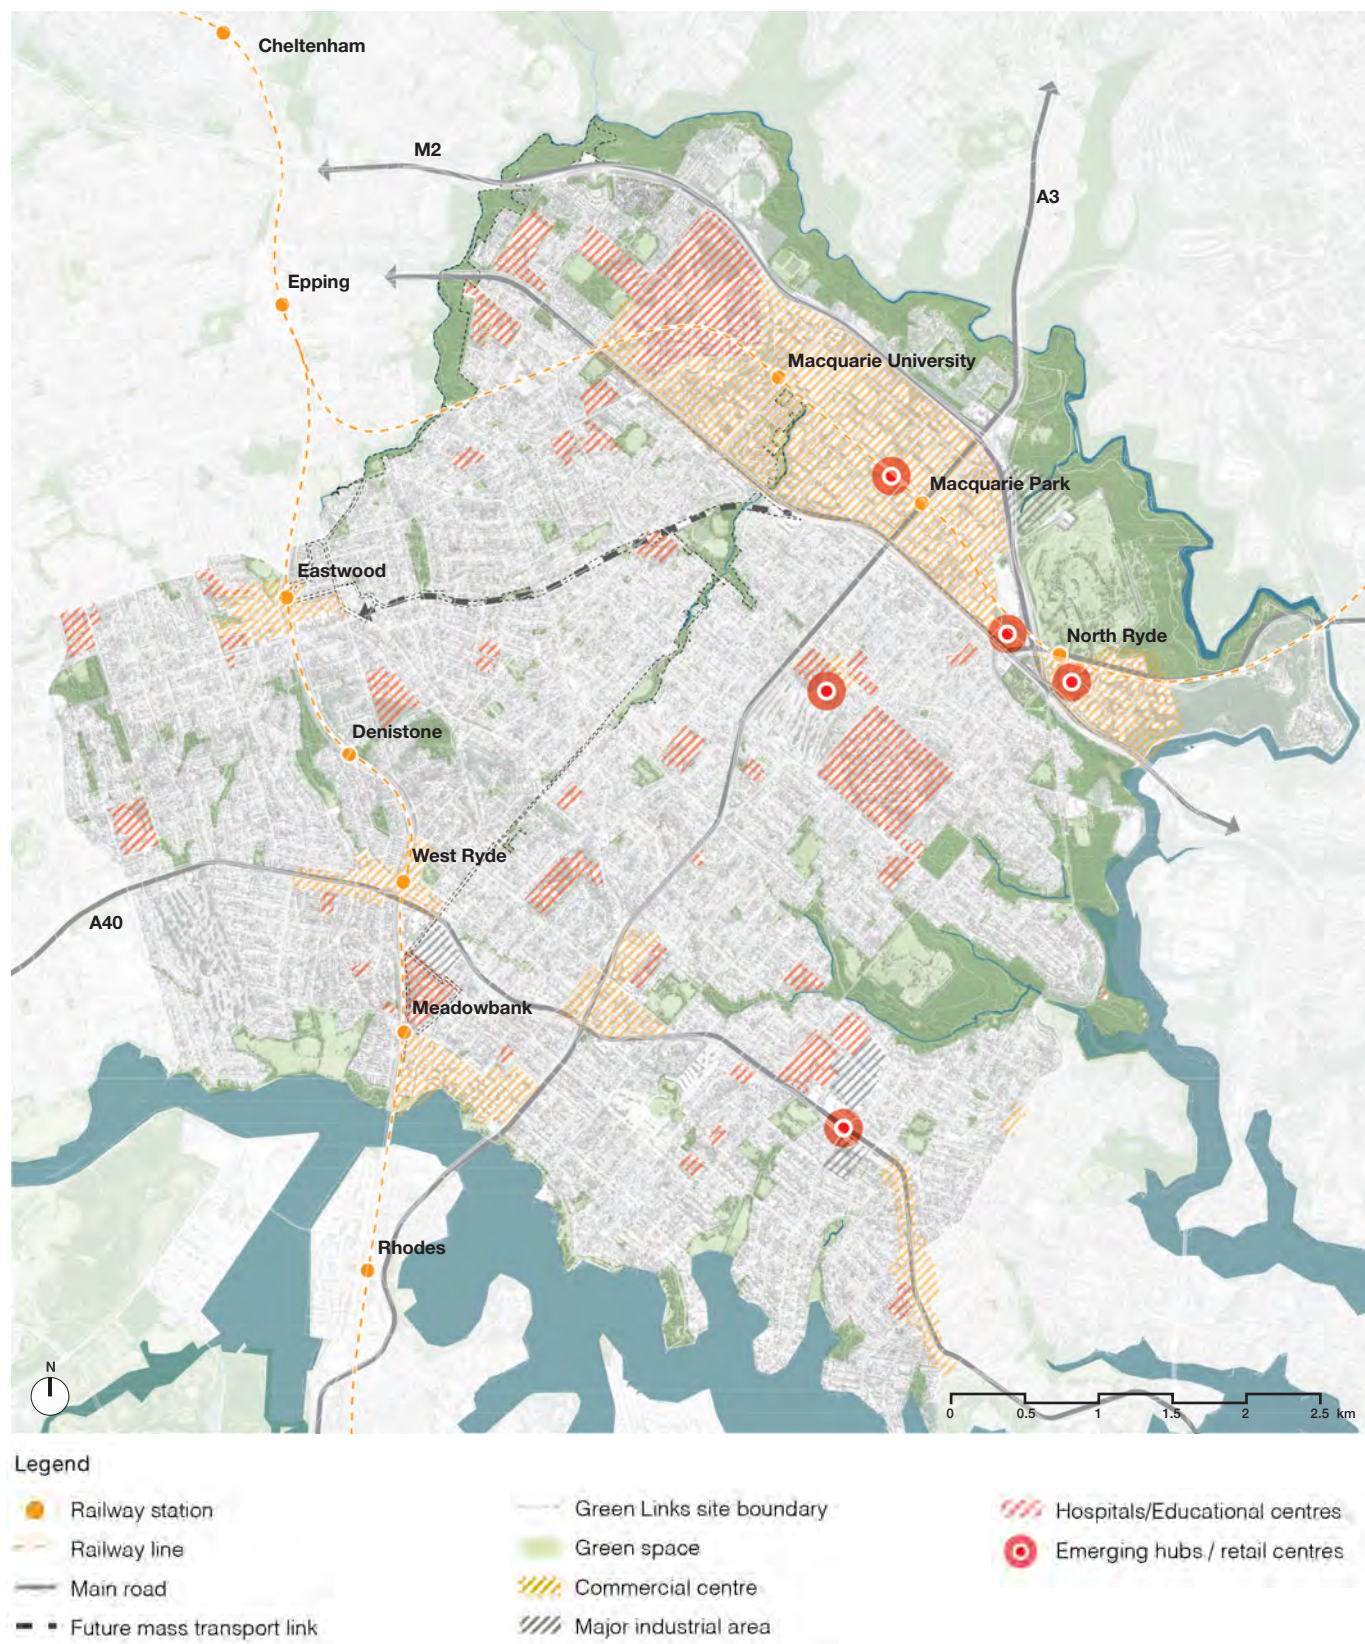 Cheltenham
M2
A3
Epping
Macquarie University
Macquarie Park
Eastwood
North Ryde
Denistone
West Ryde
A40
Meadowbank
Rhodes
N
0 0.5 1 1.5 2 2.5 km
Legend
Railway station
Railway line
Main road
Future mass transport link
Green Links site boundary
Green space
Commercial centre
Major industrial area
Hospitals/Educational centres
Emerging hubs / retail centres